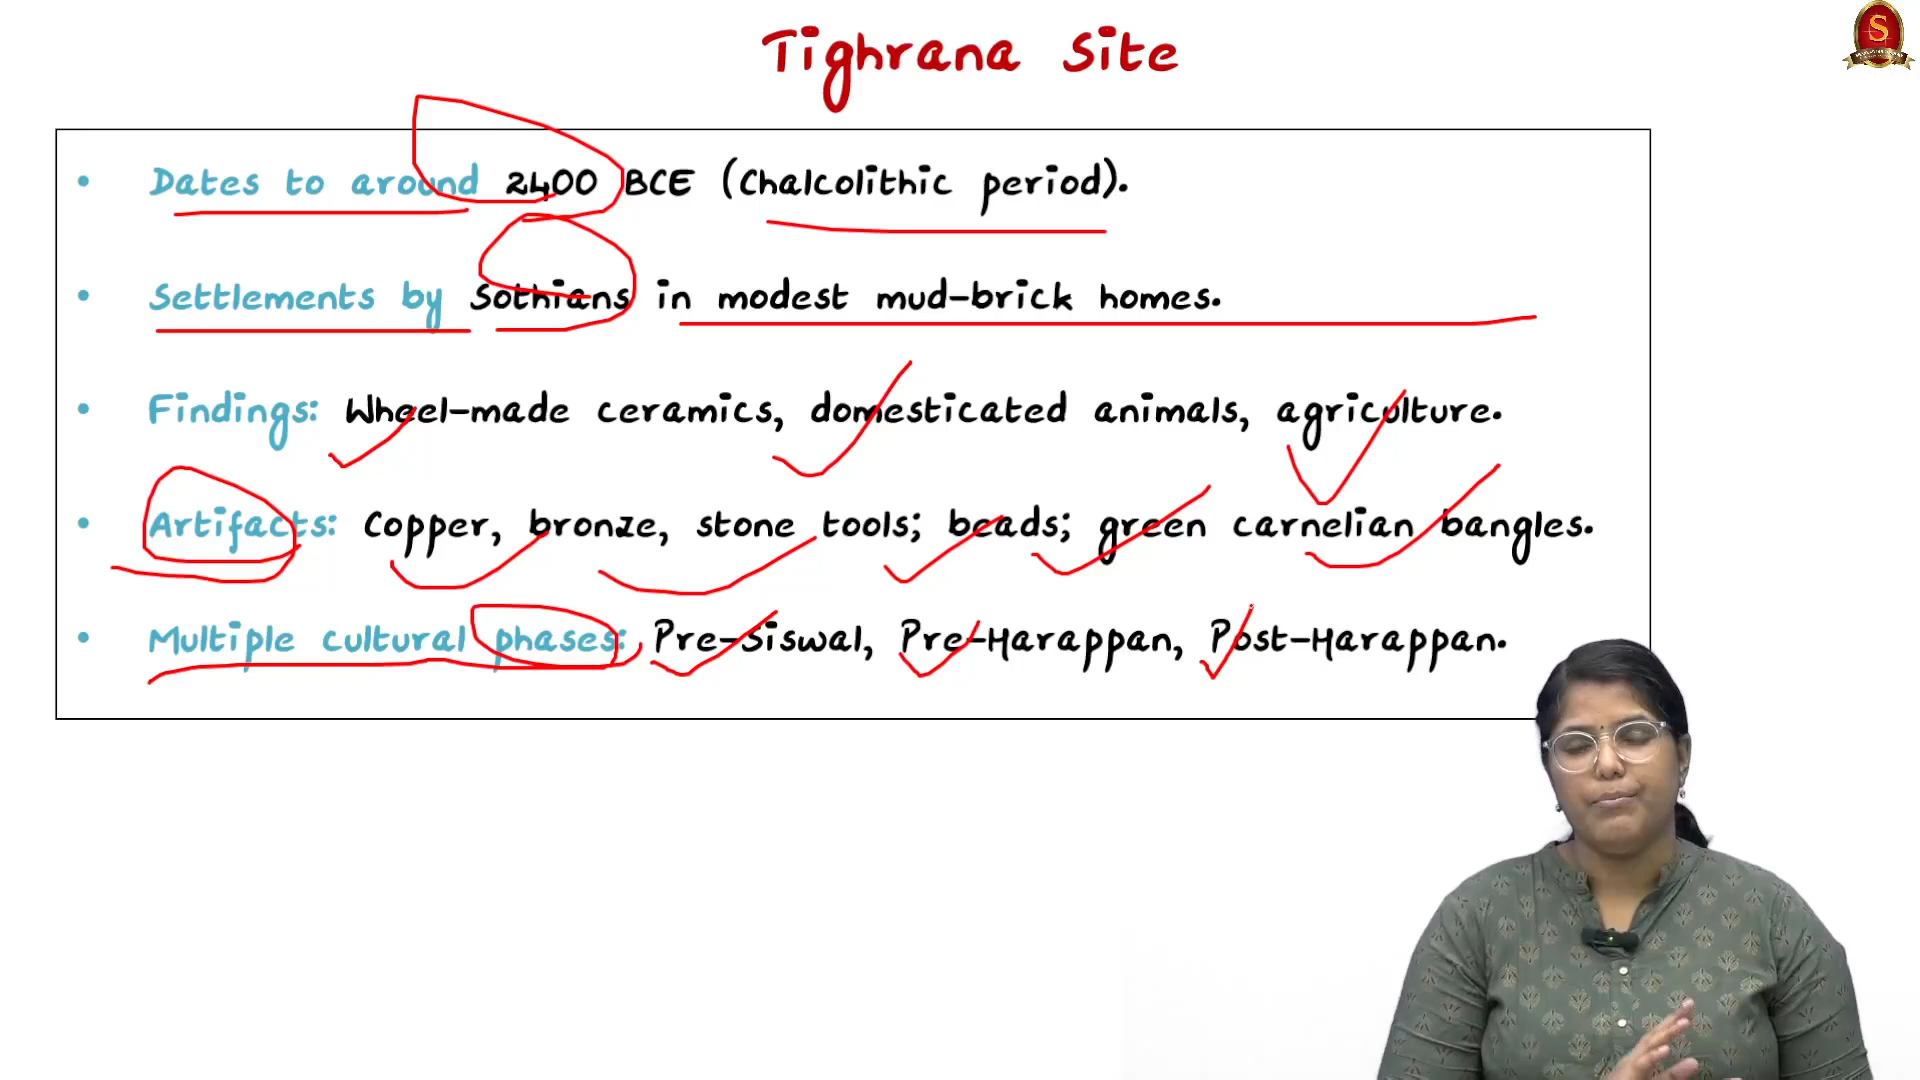 Tighrana Site
• Dates to around 2400 BCE (Chalcolithic period).
• Settlements by Sothians in modest mud-brick homes.
• Findings: Wheel-made ceramics, domesticated animals, agriculture.
• Artifacts: Copper, bronze, stone tools; beads; green carnelian bangles.
• Multiple cultural phases: Pre-Siswal, Pre-Harappan, Post-Harappan.
S